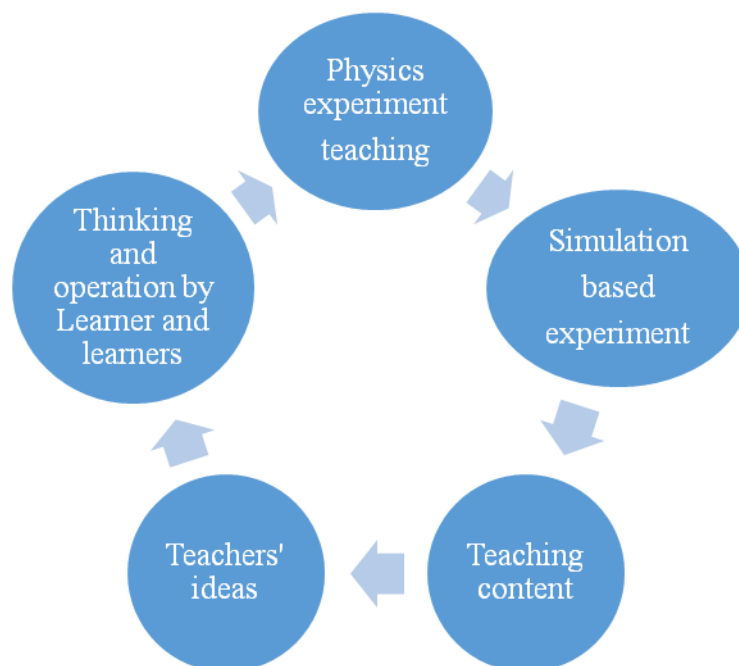 Physics
experiment
teaching
Simulation
based
experiment
Teaching
content
Teachers'
ideas
Thinking
and
operation by
Learner and
learners